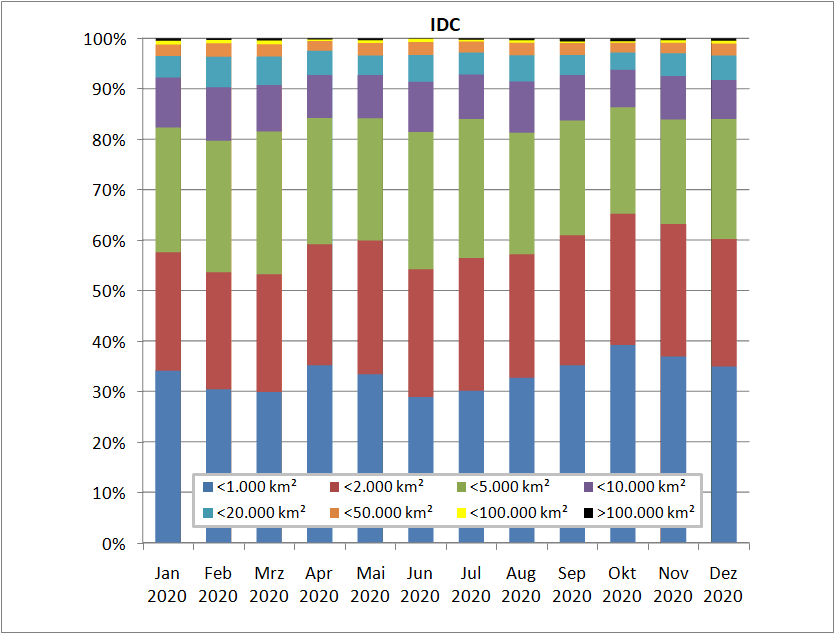 IDC
100%
90%
80%
70%
60%
50%
40%
30%
20%
10%
0%
<1.000 km² <2.000 km² <5.000 km² <10.000 km²
<20.000 km² <50.000 km² <100.000 km² >100.000 km²
Jan Feb Mrz Apr Mai Jun Jul Aug Sep Okt Nov Dez
2020 2020 2020 2020 2020 2020 2020 2020 2020 2020 2020 2020